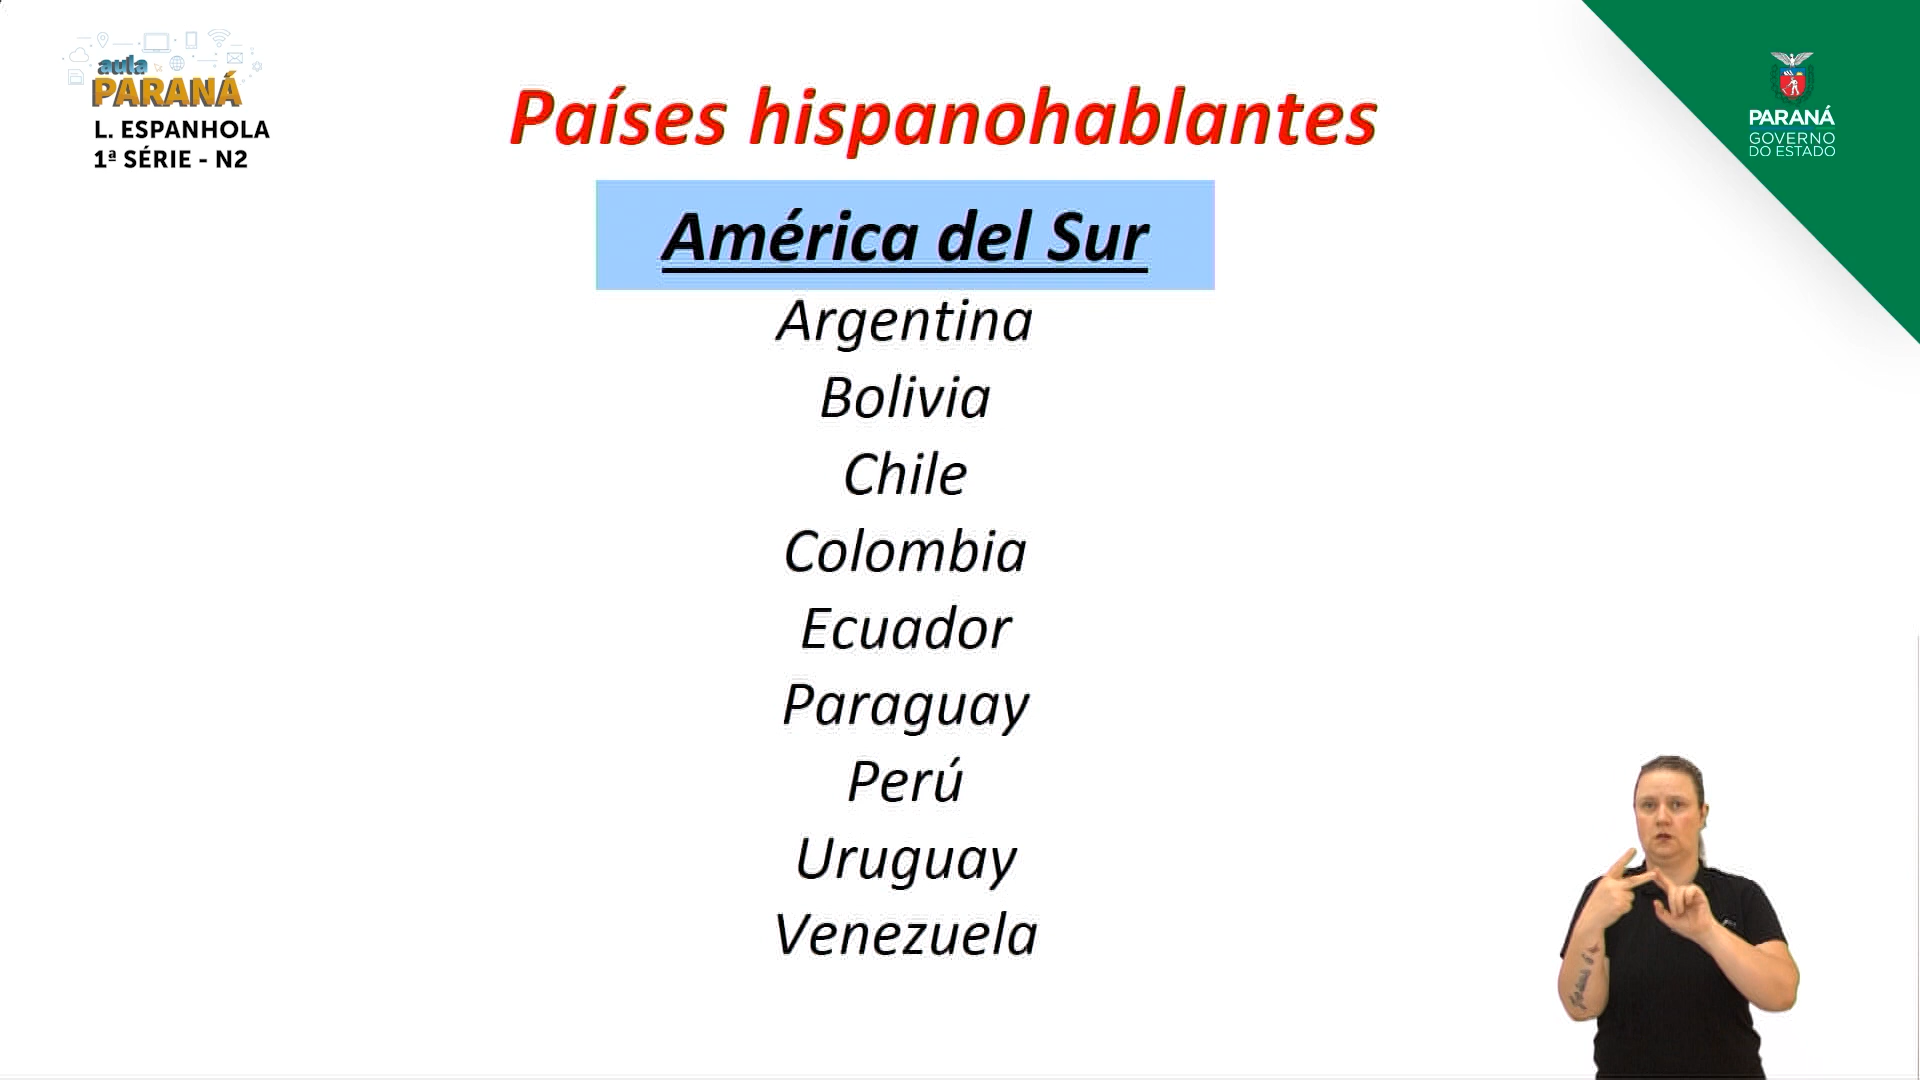 aula
PARANÁ
L. ESPANHOLA
1ª SÉRIE - N2
Países hispanohablantes
PARANÁ
GOVERNO
DO ESTADO
América del Sur
Argentina
Bolivia
Chile
Colombia
Ecuador
Paraguay
Perú
Uruguay
Venezuela